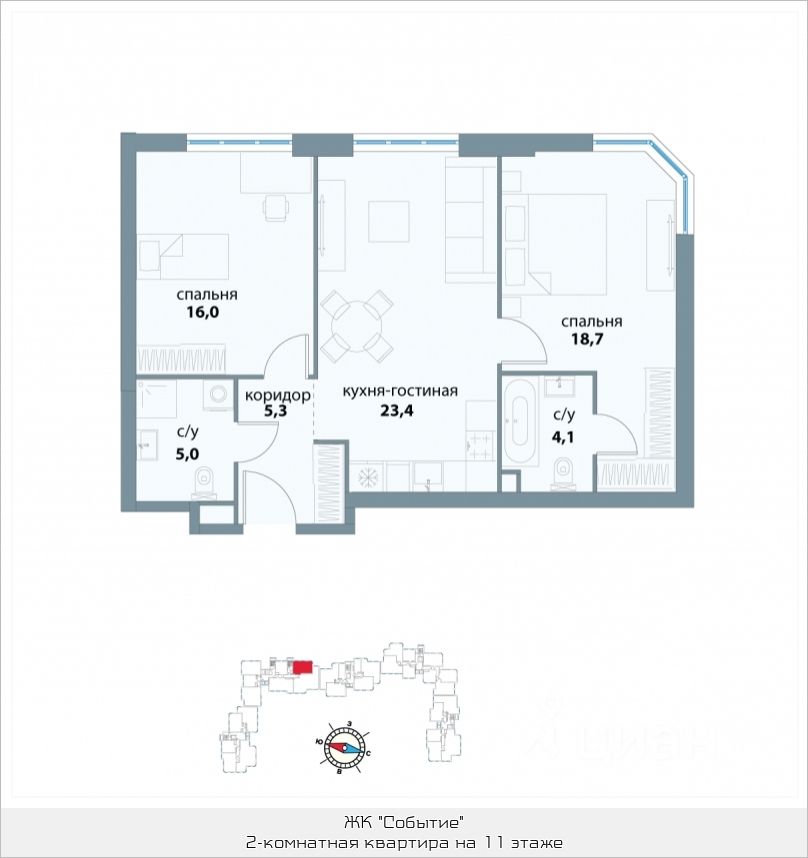 спальня
16,0
спальня
18,7
кухня-гостиная
23,4
коридор
5,3
с/у
5,0
с/у
4,1
З
Ю
С
В
циан
ЖК "Событие"
2-комнатная квартира на 11 этаже